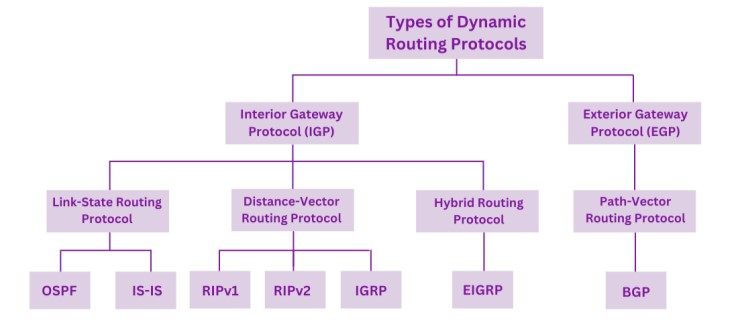 Types of Dynamic
Routing Protocols
Interior Gateway
Protocol (IGP)
Exterior Gateway
Protocol (EGP)
Link-State Routing
Protocol
Distance-Vector
Routing Protocol
Hybrid Routing
Protocol
Path-Vector
Routing Protocol
OSPF
IS-IS
RIPv1
RIPv2
IGRP
EIGRP
BGP